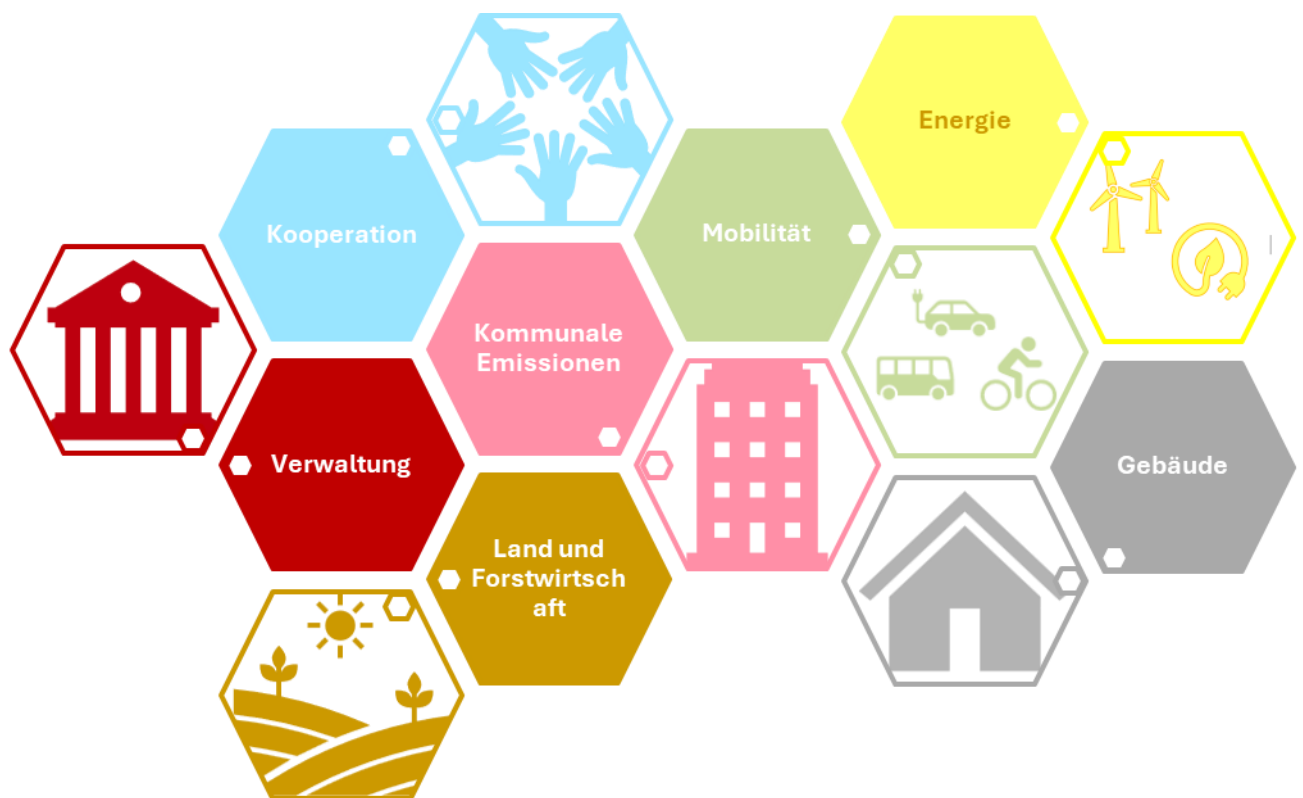 Energie
Kooperation
Mobilität
Kommunale
Emissionen
Verwaltung
Gebäude
Land und
Forstwirtsch
aft